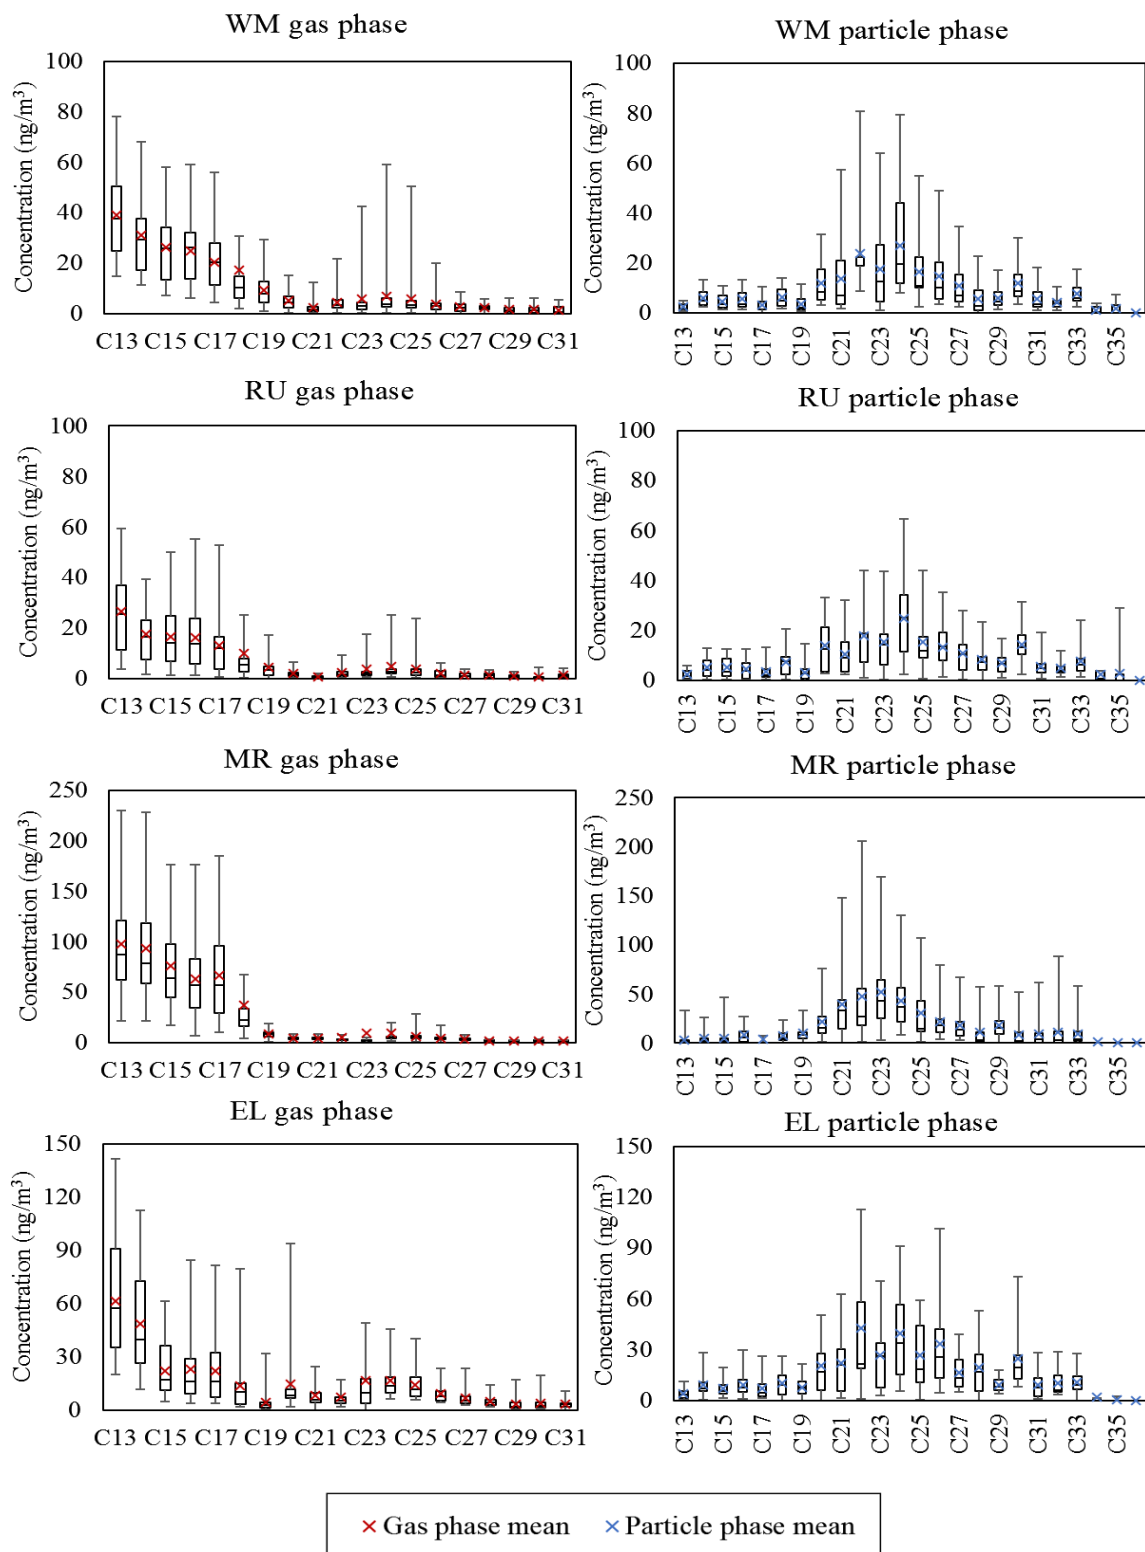 WM gas phase
Concentration (ng/m³)
100
80
60
40
20
0
C13 C15 C17 C19 C21 C23 C25 C27 C29 C31
WM particle phase
Concentration (ng/m³)
100
80
60
40
20
0
C13 C15 C17 C19 C21 C23 C25 C27 C29 C31 C33 C35
RU gas phase
Concentration (ng/m³)
100
80
60
40
20
0
C13 C15 C17 C19 C21 C23 C25 C27 C29 C31
RU particle phase
Concentration (ng/m³)
100
80
60
40
20
0
C13 C15 C17 C19 C21 C23 C25 C27 C29 C31 C33 C35
MR gas phase
Concentration (ng/m³)
250
200
150
100
50
0
C13 C15 C17 C19 C21 C23 C25 C27 C29 C31
MR particle phase
Concentration (ng/m³)
250
200
150
100
50
0
C13 C15 C17 C19 C21 C23 C25 C27 C29 C31 C33 C35
EL gas phase
Concentration (ng/m³)
150
120
90
60
30
0
C13 C15 C17 C19 C21 C23 C25 C27 C29 C31
EL particle phase
Concentration (ng/m³)
150
120
90
60
30
0
C13 C15 C17 C19 C21 C23 C25 C27 C29 C31 C33 C35
Gas phase mean
Particle phase mean